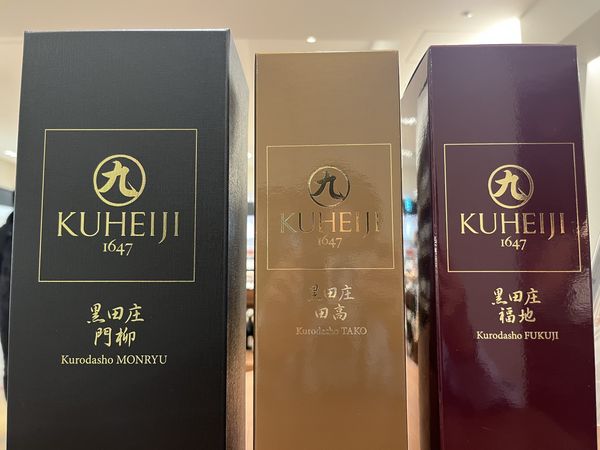 九
KUHEIJI
1647
黒田庄
門柳
Kurodasho MONRYU
九
KUHEIJI
1647
黒田庄
田高
Kurodasho TAKO
九
KUHEIJI
1647
黒田庄
福地
Kurodasho FUKUJI